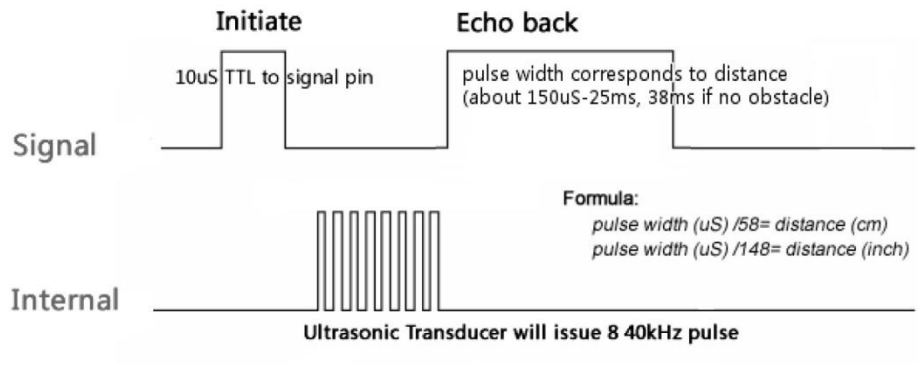 Initiate
Echo back
10uS TTL to signal pin
pulse width corresponds to distance
(about 150uS-25ms, 38ms if no obstacle)
Signal
Formula:
pulse width (uS) /58= distance (cm)
pulse width (uS) /148= distance (inch)
Internal
Ultrasonic Transducer will issue 8 40kHz pulse